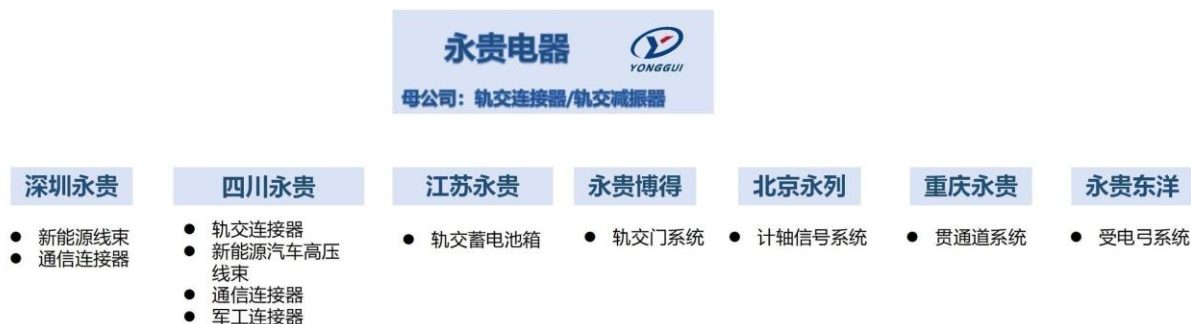 永贵电器
YONGGUI
母公司：轨交连接器/轨交减振器
深圳永贵
● 新能源线束
● 通信连接器
四川永贵
● 轨交连接器
● 新能源汽车高压
线束
● 通信连接器
● 军工连接器
江苏永贵
● 轨交蓄电池箱
永贵博得
● 轨交门系统
北京永列
● 计轴信号系统
重庆永贵
● 贯通道系统
永贵东洋
● 受电弓系统